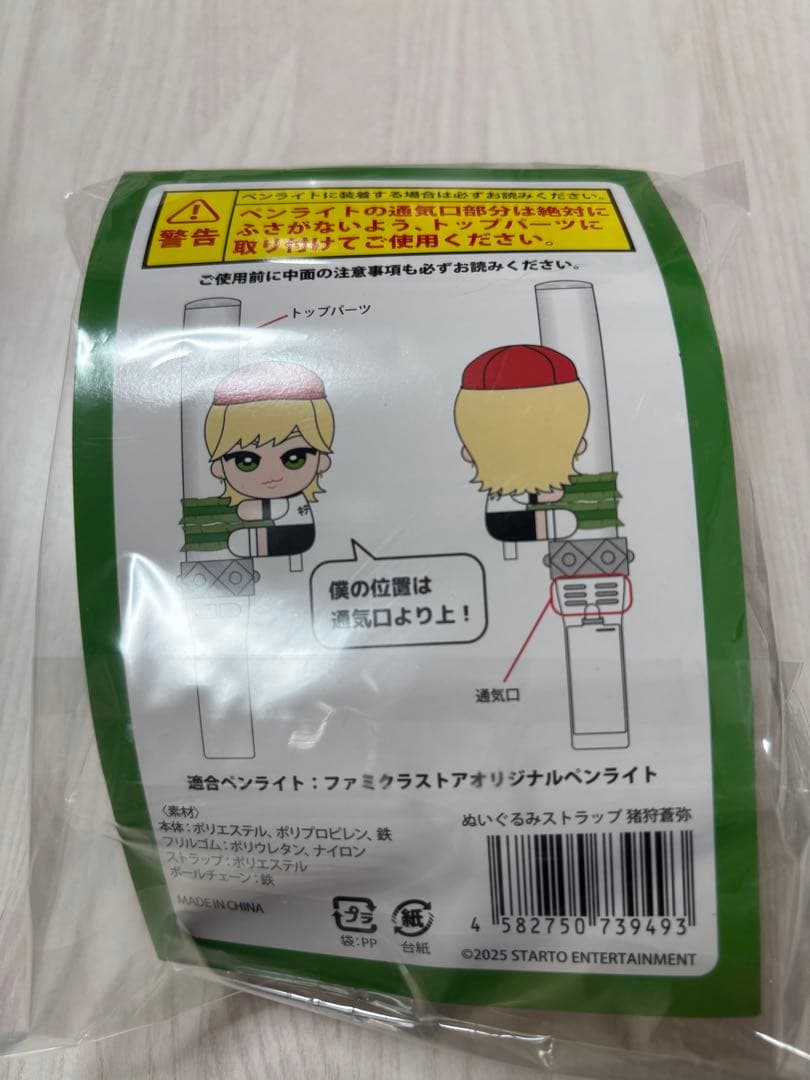 ペンライトに装着する場合は必ずお読みください。
警告
ペンライトの通気口部分は絶対に
ふさがないよう、トップパーツに
取り付けてご使用ください。
ご使用前に中面の注意事項も必ずお読みください。
トップパーツ
僕の位置は
通気口より上！
通気口
適合ペンライト：ファミクラストアオリジナルペンライト
〈素材〉
本体：ポリエステル、ポリプロピレン、鉄
フリルゴム：ポリウレタン、ナイロン
ストラップ：ポリエステル
ボールチェーン：鉄
MADE IN CHINA
プラ
袋：PP
紙
台紙
ぬいぐるみストラップ 猪狩蒼弥
4 582750 739493
©2025 STARTO ENTERTAINMENT